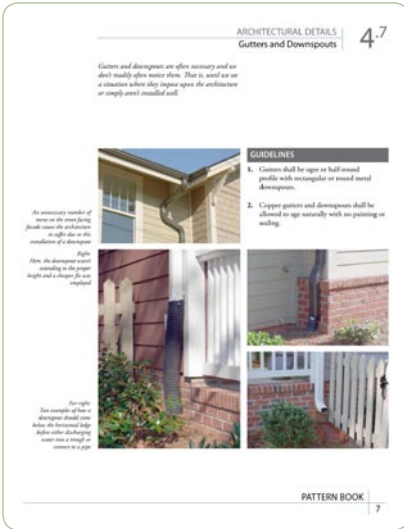 ARCHITECTURAL DETAILS
Gutters and Downspouts
4.7
Gutters and downspouts are often necessary and we
don't readily often notice them. That is, until we see
a situation where they impose upon the architecture
or simply aren't installed well.
GUIDELINES
1. Gutters shall be ogee or half-round
profile with rectangular or round metal
downspouts.
2. Copper gutters and downspouts shall be
allowed to age naturally with no painting or
sealing.
An unnecessary number of
turns on the street facing
facade causes the architecture
to suffer due to this
installation of a downspout
Right:
Here, the downspout wasn't
extending to the proper
height and a cheaper fix was
employed
Far right:
Two examples of how a
downspout should come
below the horizontal ledge
before either discharging
water into a trough or
connect to a pipe
PATTERN BOOK
7